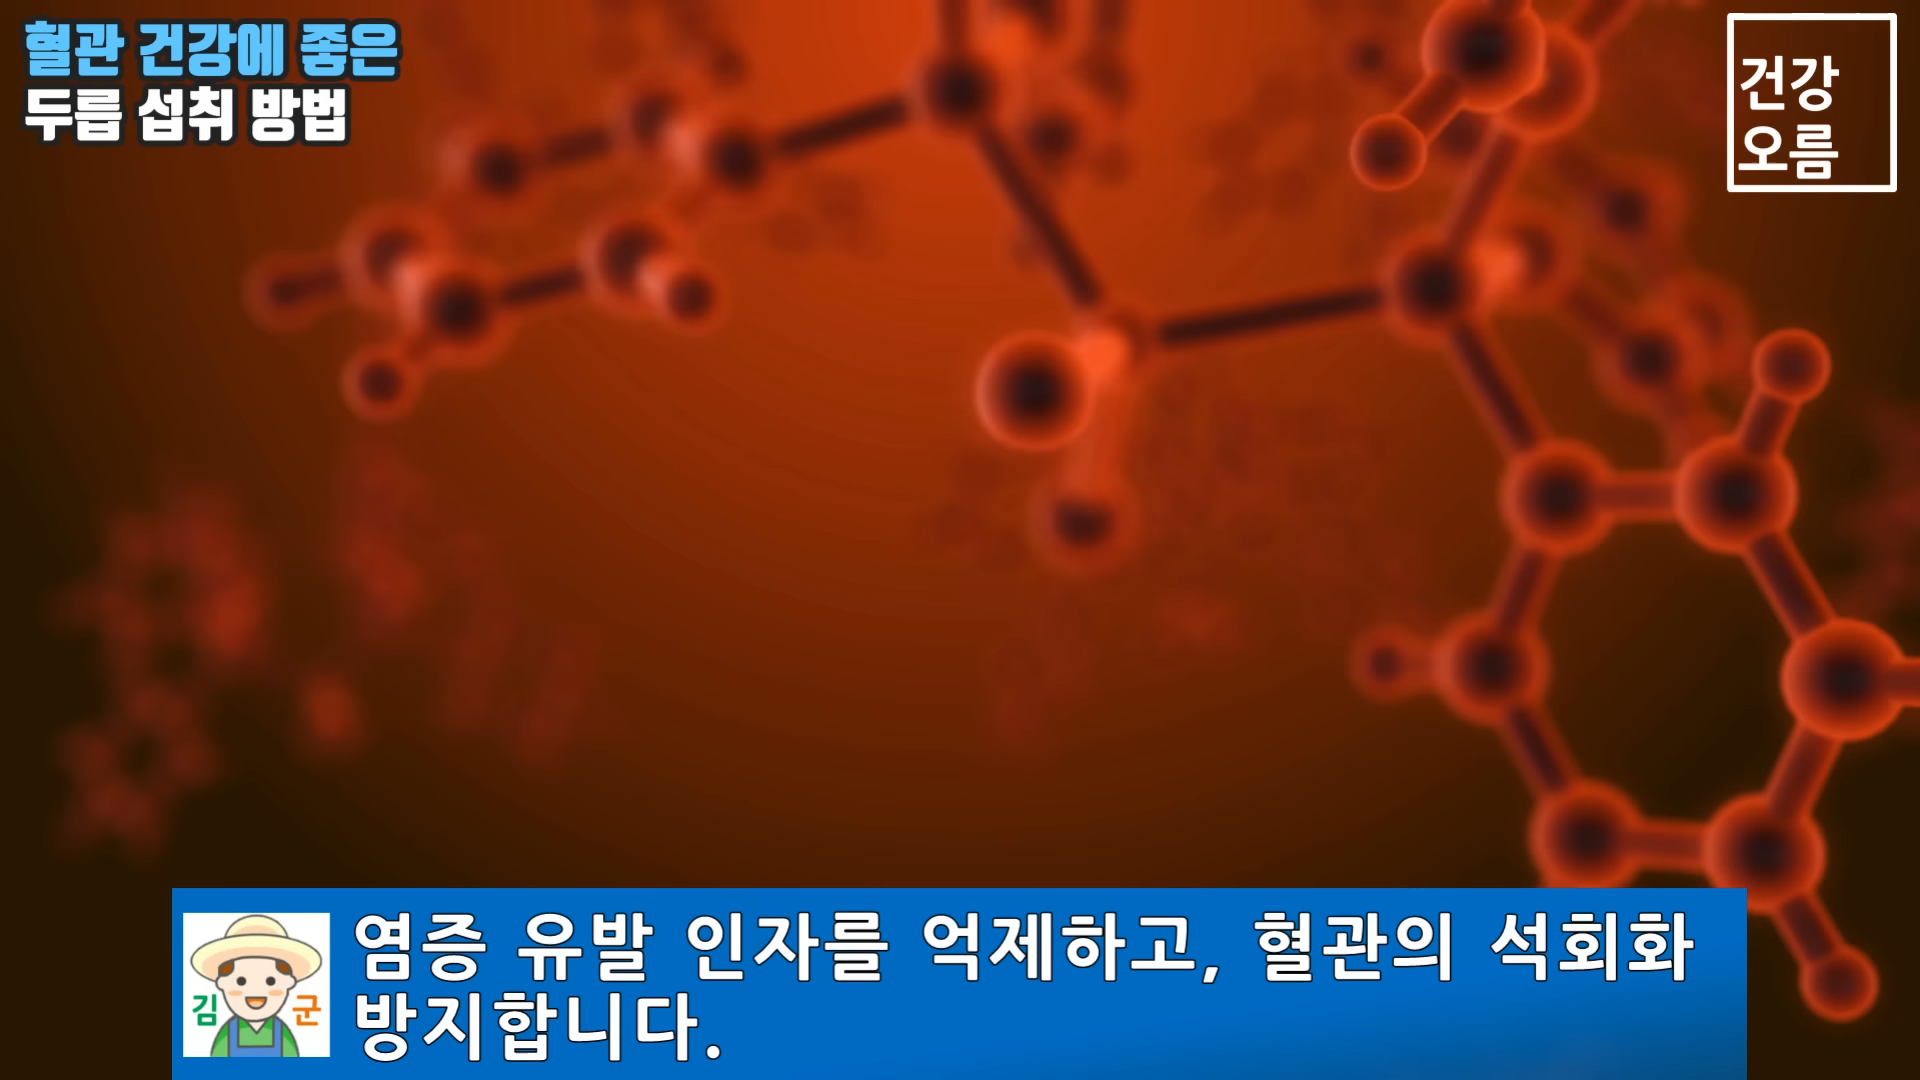 혈관 건강에 좋은
두릅 섭취 방법
건강
오름
김 군
염증 유발 인자를 억제하고, 혈관의 석회화
방지합니다.